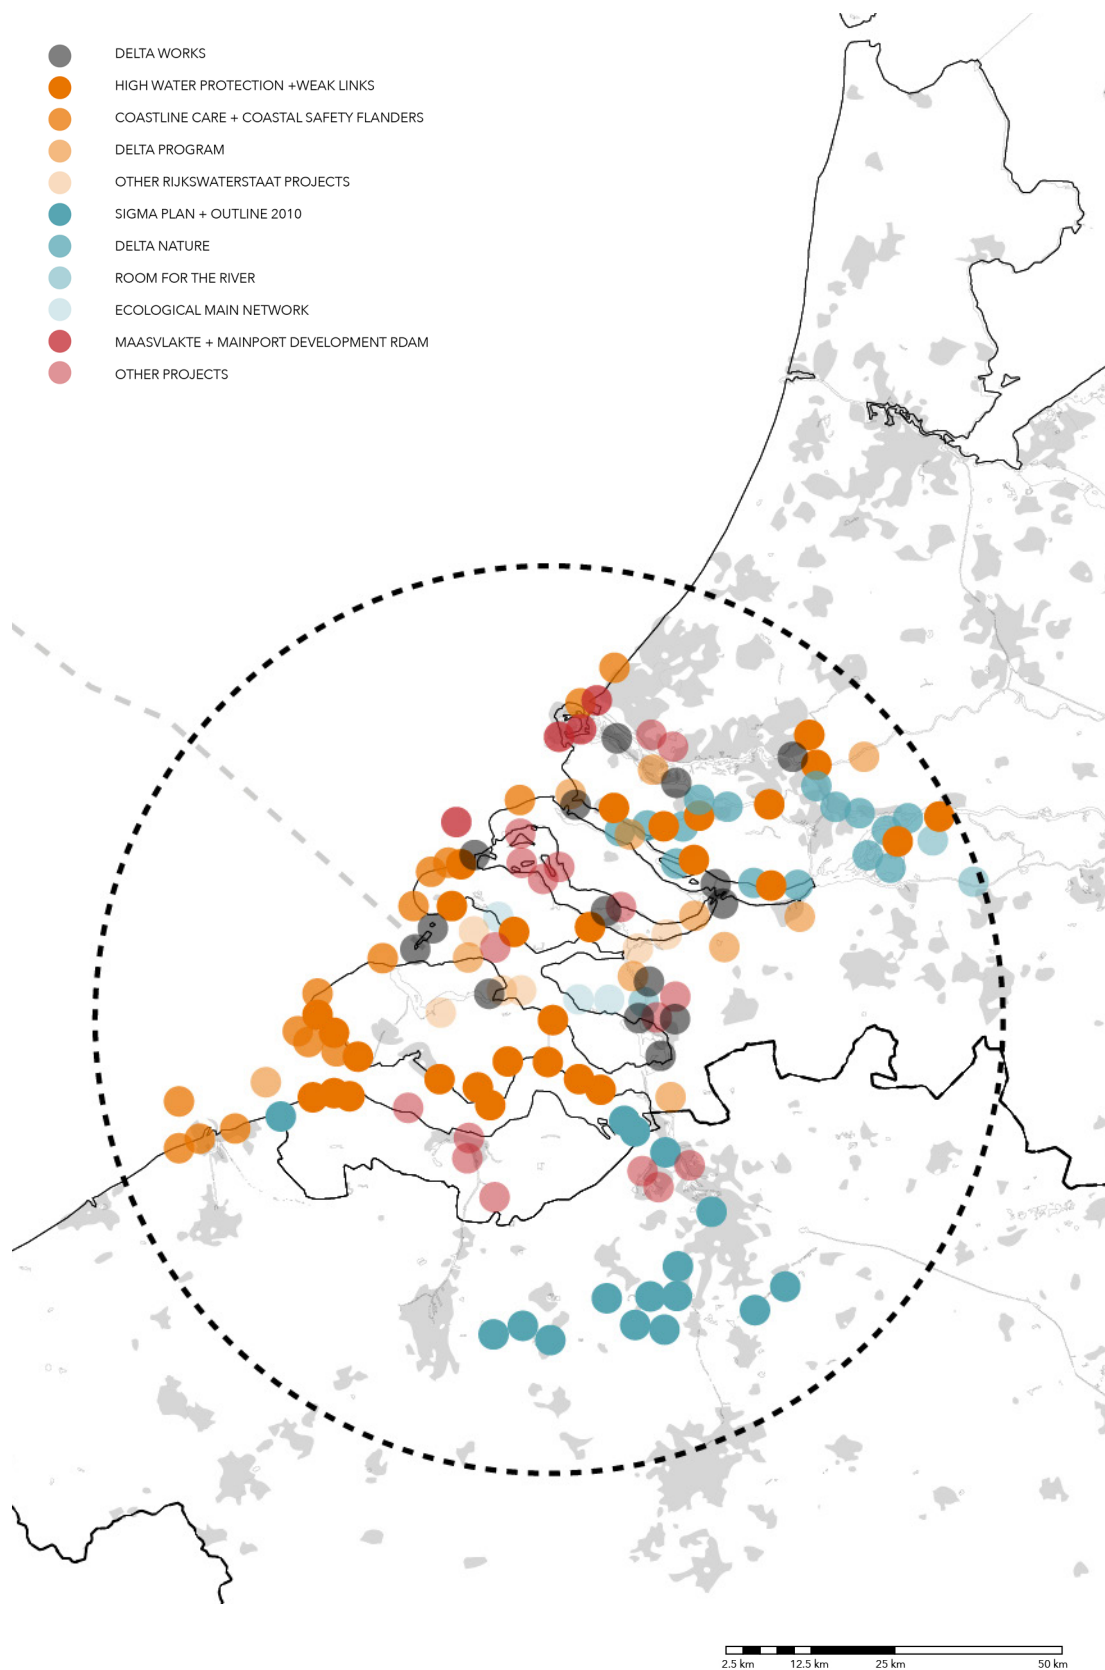 DELTA WORKS
HIGH WATER PROTECTION +WEAK LINKS
COASTLINE CARE + COASTAL SAFETY FLANDERS
DELTA PROGRAM
OTHER RIJKSWATERSTAAT PROJECTS
SIGMA PLAN + OUTLINE 2010
DELTA NATURE
ROOM FOR THE RIVER
ECOLOGICAL MAIN NETWORK
MAASVLAKTE + MAINPORT DEVELOPMENT RDAM
OTHER PROJECTS
2.5 km 12.5 km 25 km 50 km